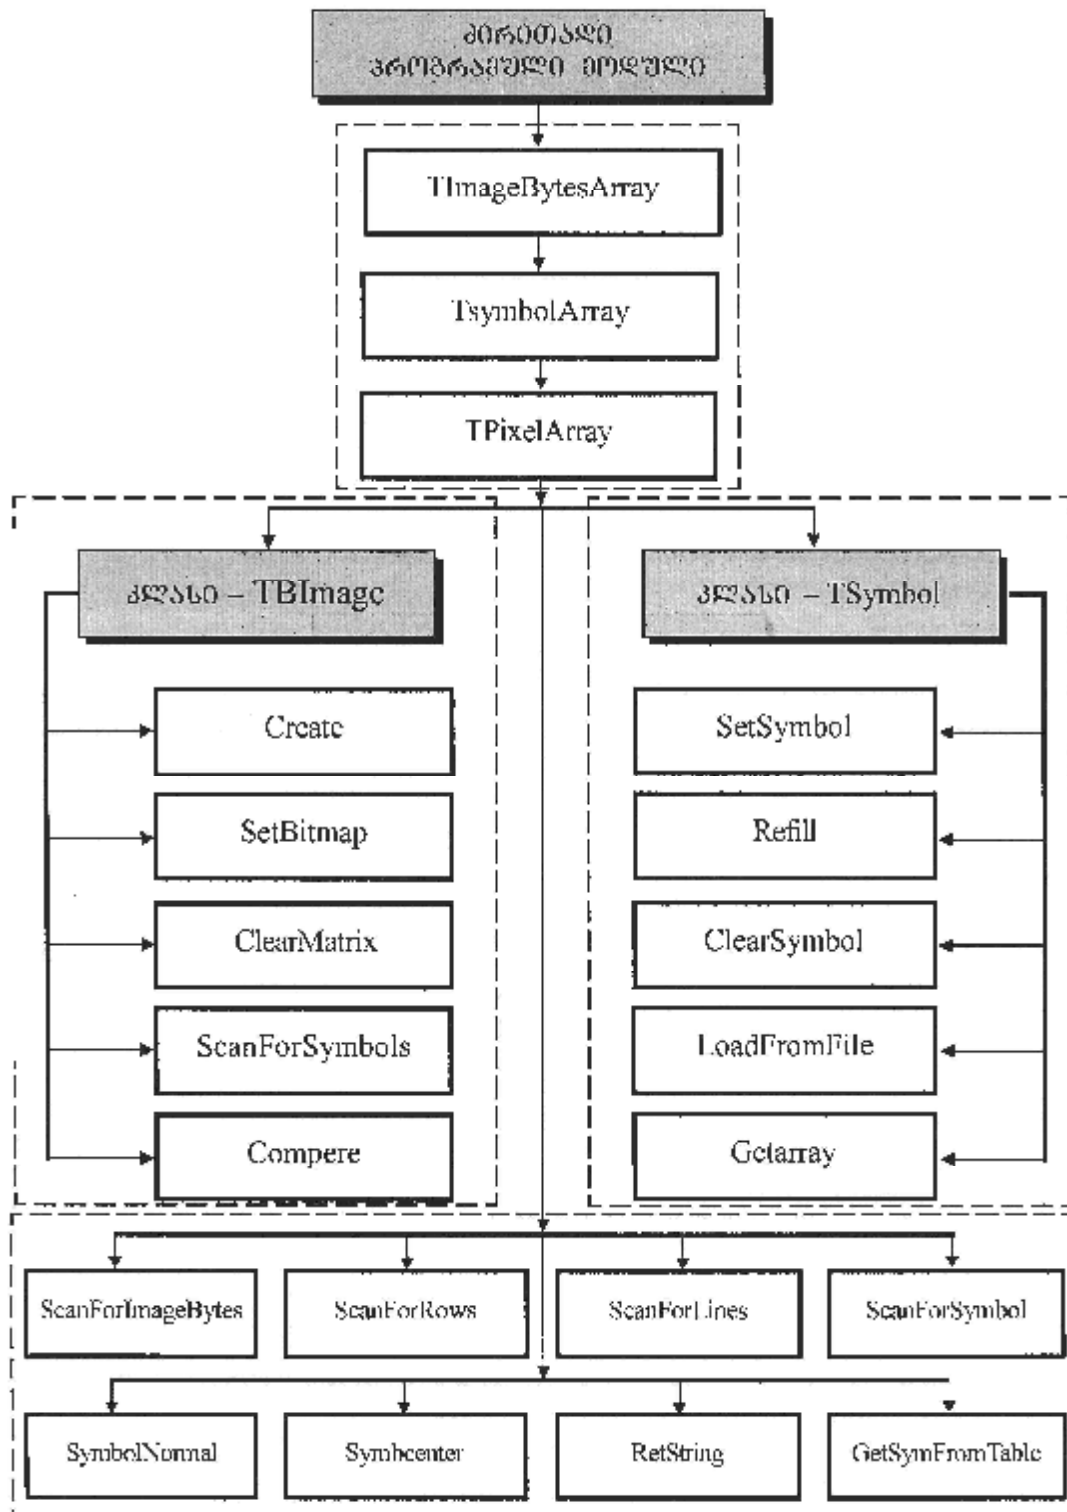 ძირითადი
პროგრამული მოდული
TImageBytesArray
TsymbolArray
TPixelArray
კლასი – TBImage
კლასი – TSymbol
Create
SetBitmap
ClearMatrix
ScanForSymbols
Compere
SetSymbol
Refill
ClearSymbol
LoadFromFile
Getarray
ScanForImageBytes
ScanForRows
ScanForLines
ScanForSymbol
SymbolNormal
Symbcenter
RetString
GetSymFromTable